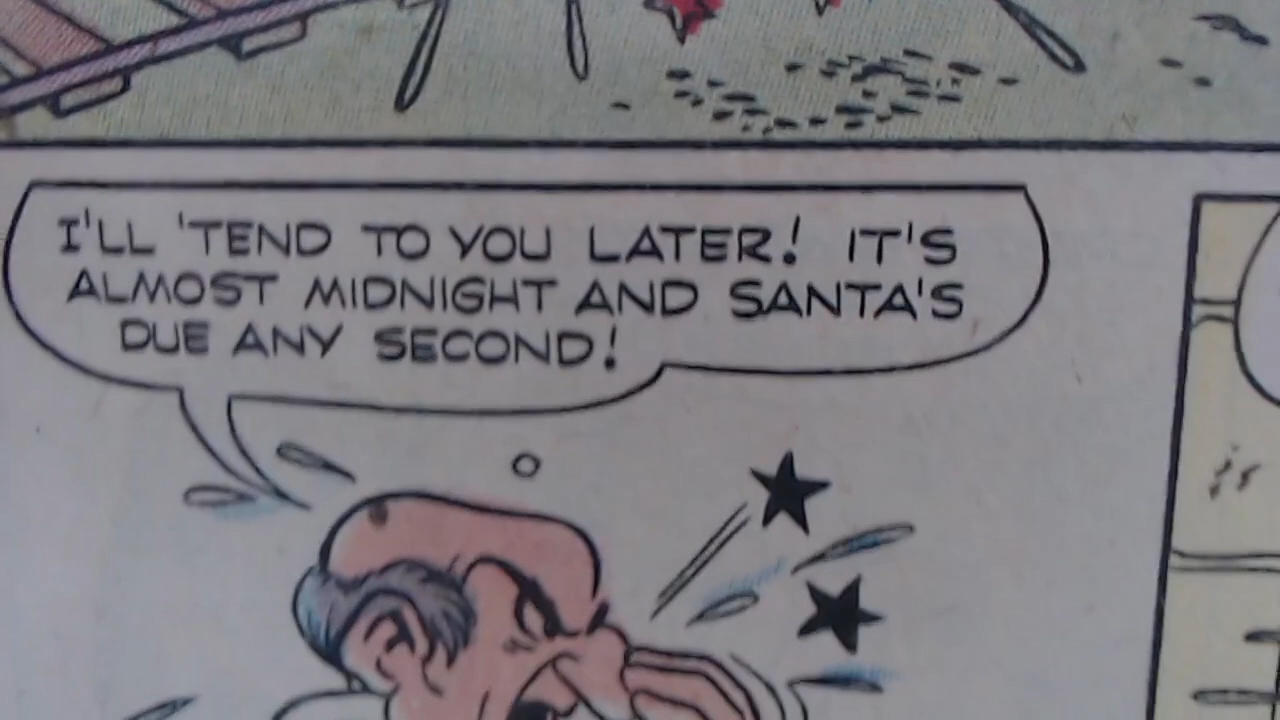 I'LL 'TEND TO YOU LATER! IT'S
ALMOST MIDNIGHT AND SANTA'S
DUE ANY SECOND!